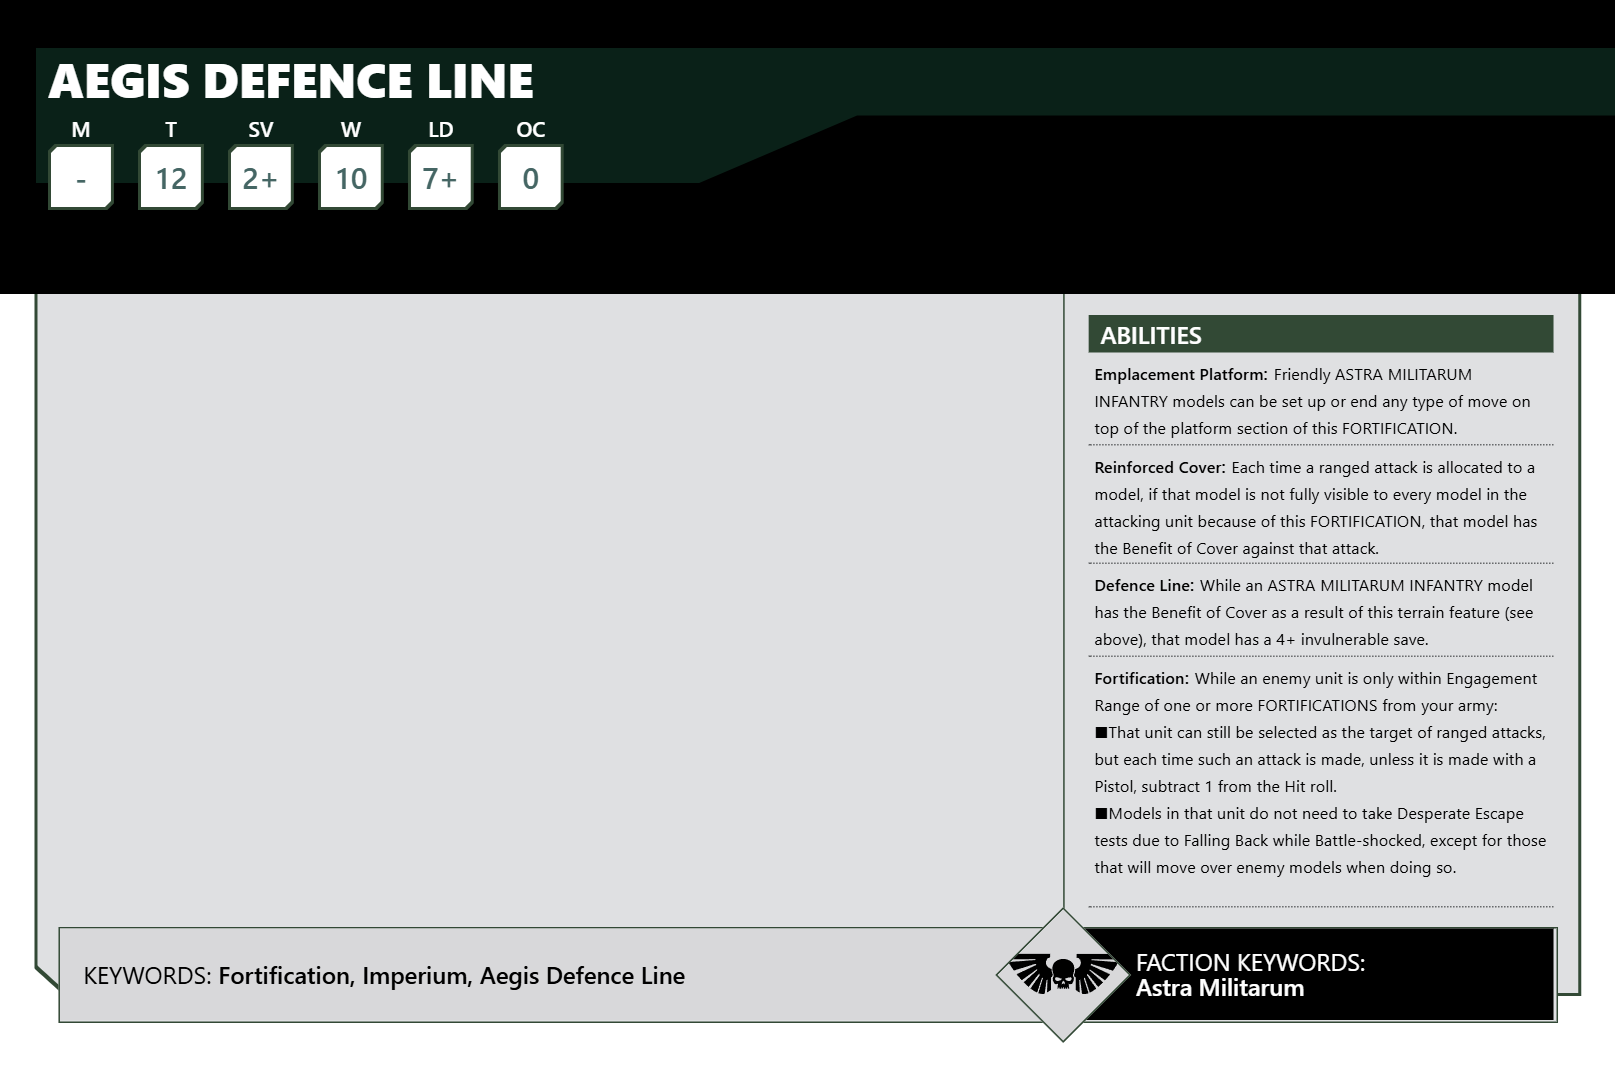 AEGIS DEFENCE LINE
M T SV W LD OC
- 12 2+ 10 7+ 0
ABILITIES
Emplacement Platform: Friendly ASTRA MILITARUM
INFANTRY models can be set up or end any type of move on
top of the platform section of this FORTIFICATION.
Reinforced Cover: Each time a ranged attack is allocated to a
model, if that model is not fully visible to every model in the
attacking unit because of this FORTIFICATION, that model has
the Benefit of Cover against that attack.
Defence Line: While an ASTRA MILITARUM INFANTRY model
has the Benefit of Cover as a result of this terrain feature (see
above), that model has a 4+ invulnerable save.
Fortification: While an enemy unit is only within Engagement
Range of one or more FORTIFICATIONS from your army:
■That unit can still be selected as the target of ranged attacks,
but each time such an attack is made, unless it is made with a
Pistol, subtract 1 from the Hit roll.
■Models in that unit do not need to take Desperate Escape
tests due to Falling Back while Battle-shocked, except for those
that will move over enemy models when doing so.
KEYWORDS: Fortification, Imperium, Aegis Defence Line
FACTION KEYWORDS:
Astra Militarum